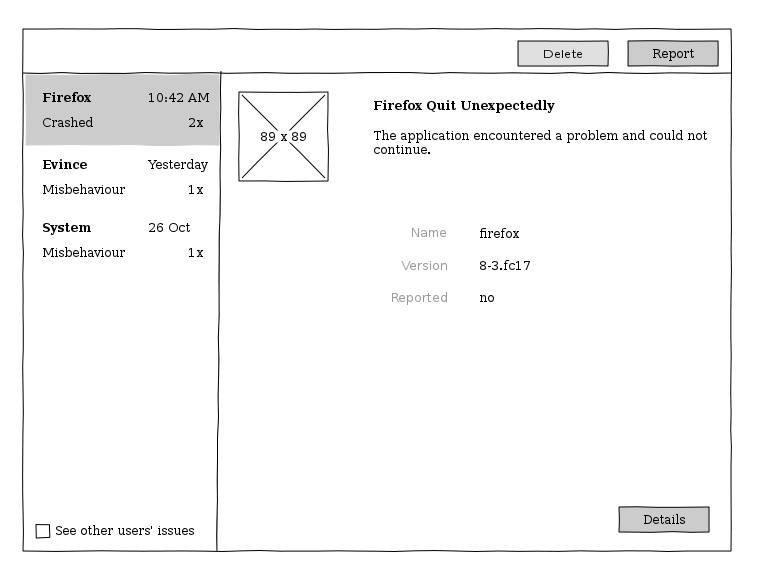 Delete Report
Firefox 10:42 AM
Crashed 2x
Evince Yesterday
Misbehaviour 1x
System 26 Oct
Misbehaviour 1x
See other users' issues
89 x 89
Firefox Quit Unexpectedly
The application encountered a problem and could not
continue.
Name firefox
Version 8-3.fc17
Reported no
Details